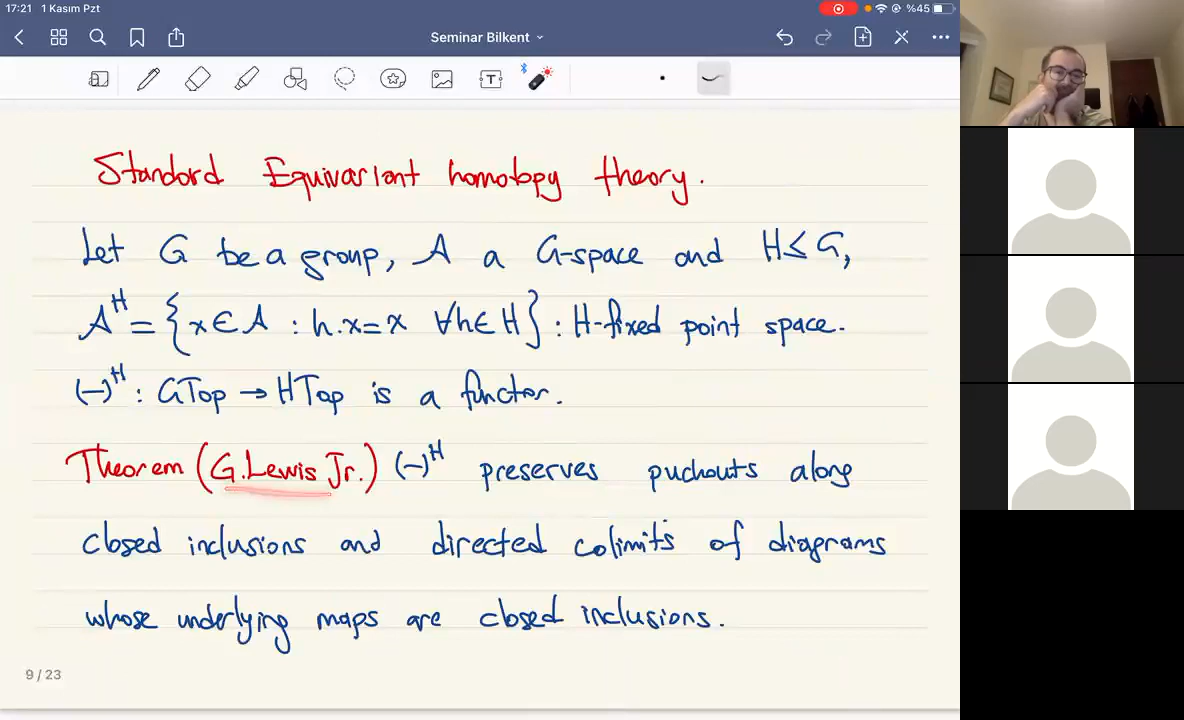 17:21 1 Kasım Pzt %45
Seminar Bilkent
T
Standard Equivariant homotopy theory.
Let G be a group, A a G-space and H≤G,
A^H = {x∈A : h.x=x ∀h∈H} : H-fixed point space.
(-)^H : GTop → HTop is a functor.
Theorem (G.Lewis Jr.) (-)^H preserves puchouts along
closed inclusions and directed colimits of diagrams
whose underlying maps are closed inclusions.
9 / 23